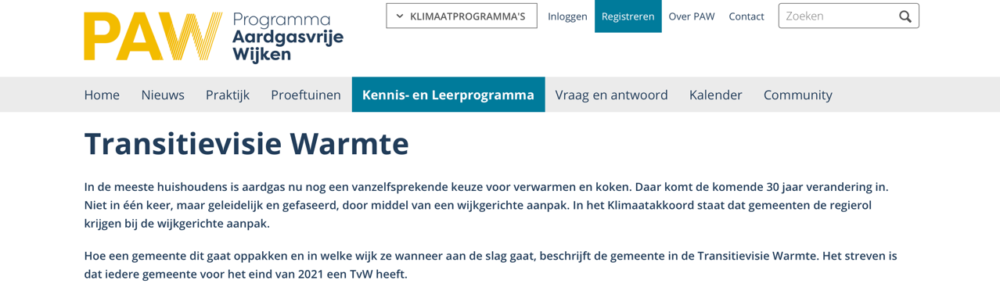 PAW Programma
Aardgasvrije
Wijken
KLIMAATPROGRAMMA'S Inloggen Registreren Over PAW Contact Zoeken
Home Nieuws Praktijk Proeftuinen Kennis- en Leerprogramma Vraag en antwoord Kalender Community
Transitievisie Warmte
In de meeste huishoudens is aardgas nu nog een vanzelfsprekende keuze voor verwarmen en koken. Daar komt de komende 30 jaar verandering in.
Niet in één keer, maar geleidelijk en gefaseerd, door middel van een wijkgerichte aanpak. In het Klimaatakkoord staat dat gemeenten de regierol
krijgen bij de wijkgerichte aanpak.
Hoe een gemeente dit gaat oppakken en in welke wijk ze wanneer aan de slag gaat, beschrijft de gemeente in de Transitievisie Warmte. Het streven is
dat iedere gemeente voor het eind van 2021 een TvW heeft.